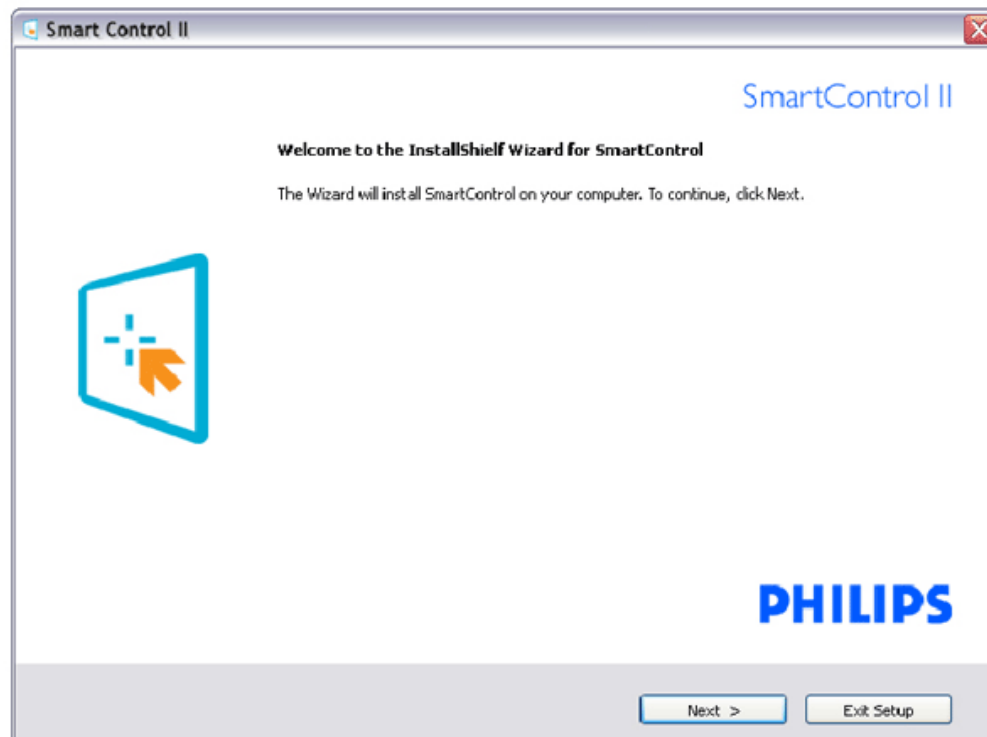 Smart Control II
SmartControl II
Welcome to the InstallShielf Wizard for SmartControl
The Wizard will install SmartControl on your computer. To continue, click Next.
PHILIPS
Next >
Exit Setup